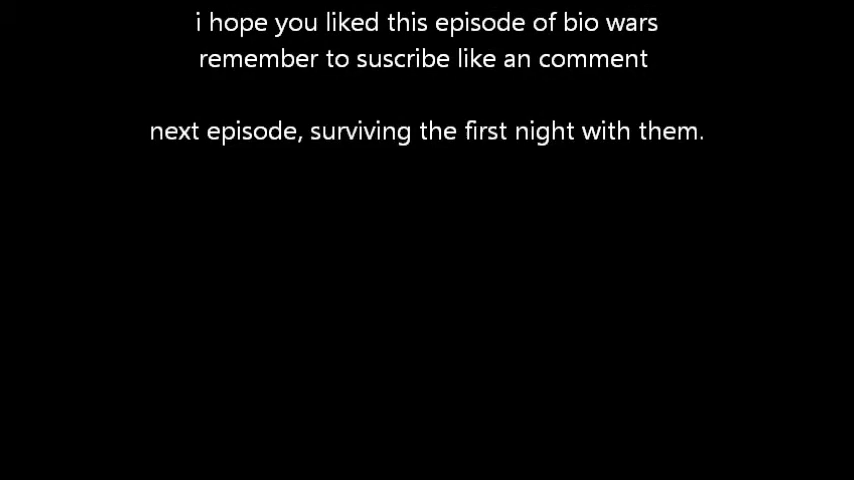 i hope you liked this episode of bio wars
remember to suscribe like an comment
next episode, surviving the first night with them.